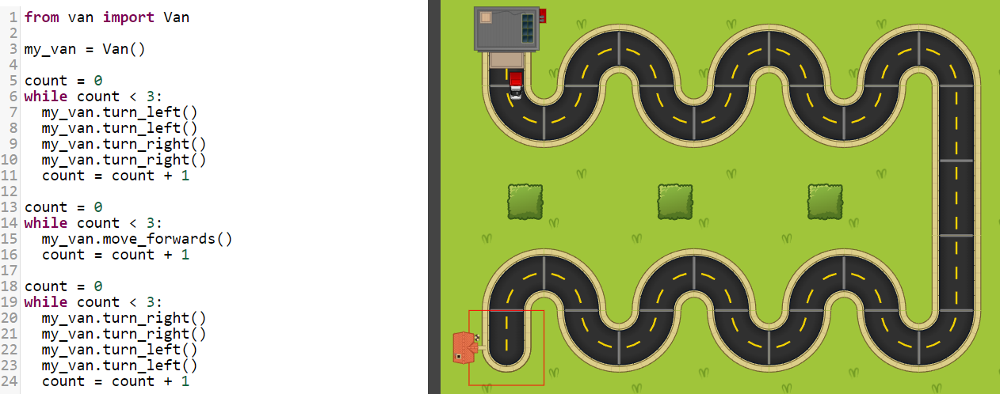 1 from van import Van
2
3 my_van = Van()
4
5 count = 0
6 while count < 3:
7   my_van.turn_left()
8   my_van.turn_left()
9   my_van.turn_right()
10   my_van.turn_right()
11   count = count + 1
12
13 count = 0
14 while count < 3:
15   my_van.move_forwards()
16   count = count + 1
17
18 count = 0
19 while count < 3:
20   my_van.turn_right()
21   my_van.turn_right()
22   my_van.turn_left()
23   my_van.turn_left()
24   count = count + 1